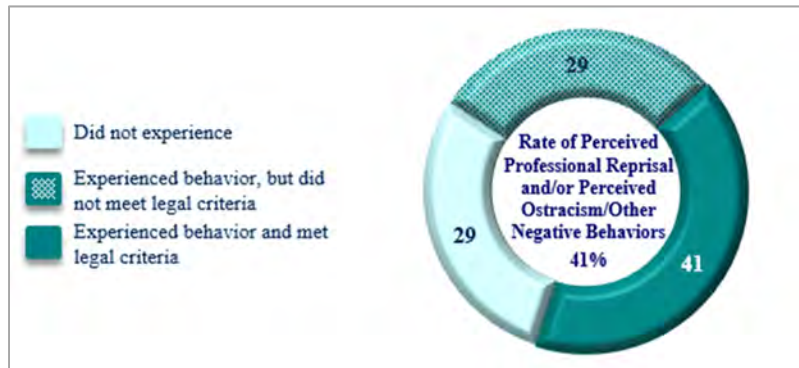 Did not experience
Experienced behavior, but did
not meet legal criteria
Experienced behavior and met
legal criteria
29
29
41
Rate of Perceived
Professional Reprisal
and/or Perceived
Ostracism/Other
Negative Behaviors
41%